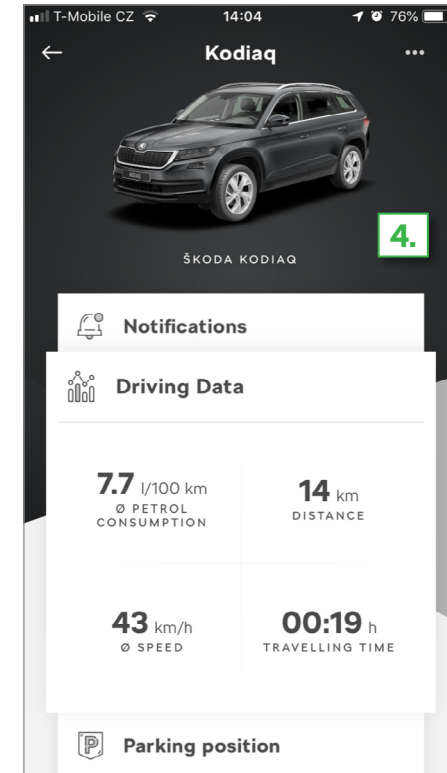 T-Mobile CZ 14:04 76%
Kodiaq
ŠKODA KODIAQ
4.
Notifications
Driving Data
7.7 l/100 km
Ø PETROL
CONSUMPTION
14 km
DISTANCE
43 km/h
Ø SPEED
00:19 h
TRAVELLING TIME
Parking position